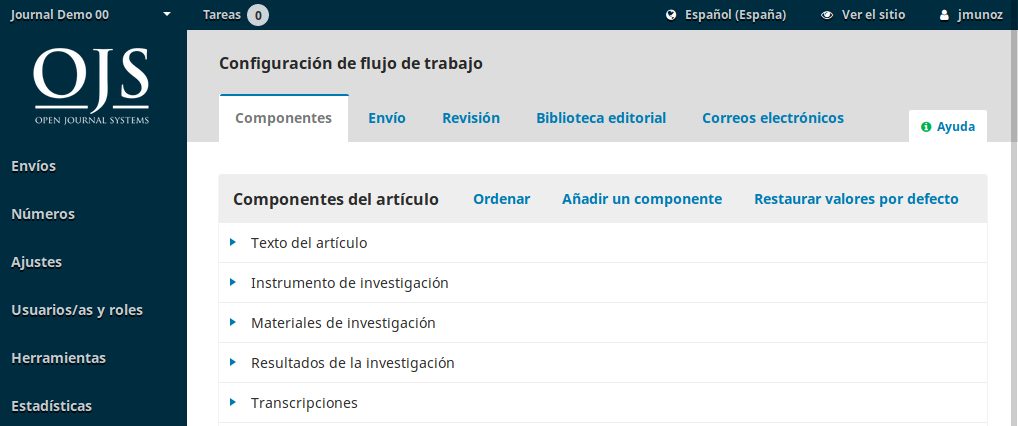 Journal Demo 00 Tareas 0 Español (España) Ver el sitio jmunoz
OJS
OPEN JOURNAL SYSTEMS
Configuración de flujo de trabajo
Componentes Envío Revisión Biblioteca editorial Correos electrónicos Ayuda
Envíos
Números
Ajustes
Usuarios/as y roles
Herramientas
Estadísticas
Componentes del artículo Ordenar Añadir un componente Restaurar valores por defecto
Texto del artículo
Instrumento de investigación
Materiales de investigación
Resultados de la investigación
Transcripciones